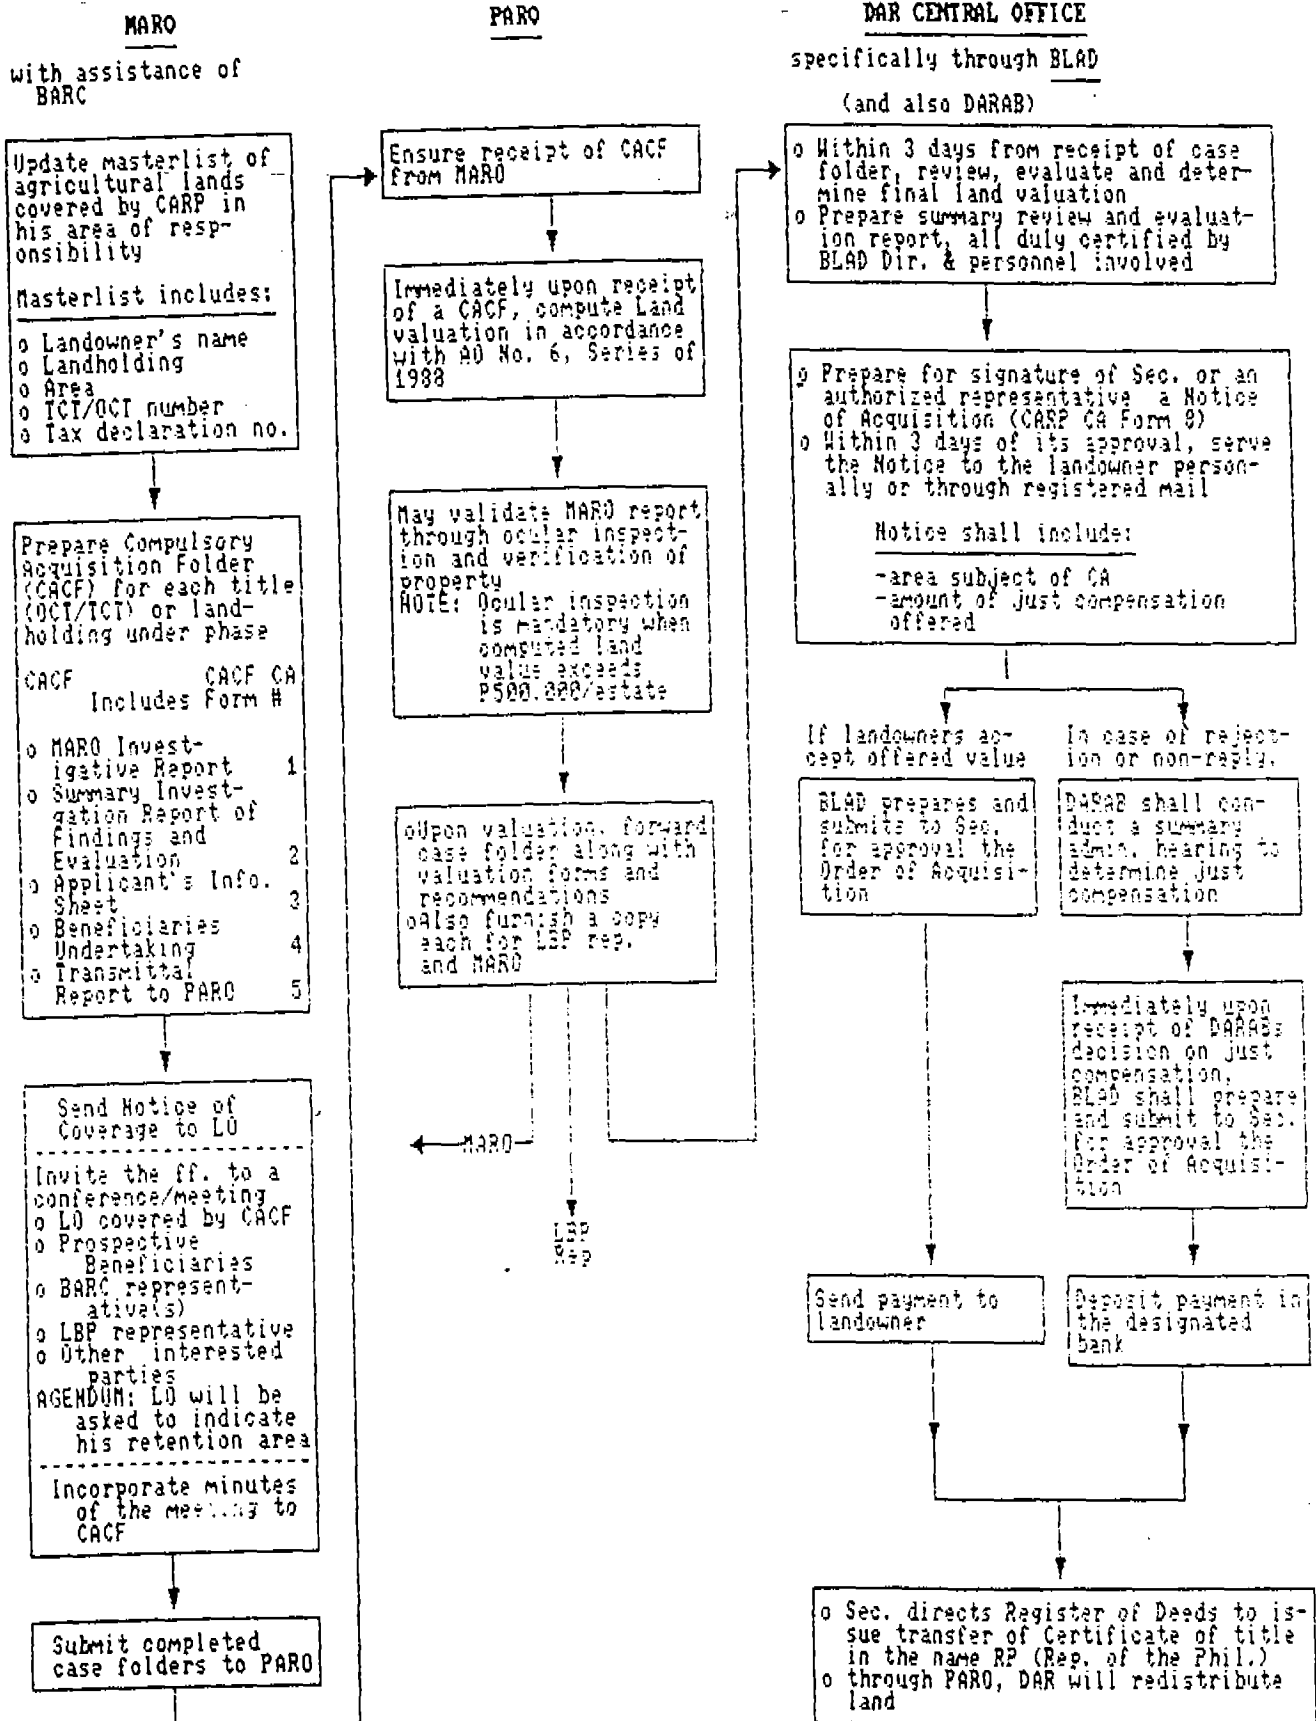 MARO
with assistance of
BARC
Update masterlist of
agricultural lands
covered by CARP in
his area of resp-
onsibility
Masterlist includes:
o Landowner's name
o Landholding
o Area
o TCT/OCT number
o Tax declaration no.
Prepare Compulsory
Acquisition Folder
(CACF) for each title
(OCT/TCT) or land-
holding under phase
CACF CACF CA
Includes Form #
o MARO Invest-
igative Report 1
o Summary Invest-
gation Report of
Findings and
Evaluation 2
o Applicant's Info.
Sheet 3
o Beneficiaries
Undertaking 4
o Transmittal
Report to PARO 5
Send Notice of
Coverage to LO
Invite the ff. to a
conference/meeting
o LO covered by CACF
o Prospective
Beneficiaries
o BARC represent-
ative(s)
o LBP representative
o Other interested
parties
AGENDUM: LO will be
asked to indicate
his retention area
Incorporate minutes
of the meeting to
CACF
Submit completed
case folders to PARO
PARO
Ensure receipt of CACF
from MARO
Immediately upon receipt
of a CACF, compute Land
valuation in accordance
with AO No. 6, Series of
1988
May validate MARO report
through ocular inspect-
ion and verification of
property
NOTE: Ocular inspection
is mandatory when
computed land
value exceeds
P500.000/estate
oUpon valuation, forward
case folder along with
valuation forms and
recommendations
oAlso furnish a copy
each for LBP rep.
and MARO
MARO
LBP
Rep
DAR CENTRAL OFFICE
specifically through BLAD
(and also DARAB)
o Within 3 days from receipt of case
folder, review, evaluate and deter-
mine final land valuation
o Prepare summary review and evaluat-
ion report, all duly certified by
BLAD Dir. & personnel involved
o Prepare for signature of Sec. or an
authorized representative a Notice
of Acquisition (CARP CA Form 8)
o Within 3 days of its approval, serve
the Notice to the landowner person-
ally or through registered mail
Notice shall include:
-area subject of CA
-amount of just compensation
offered
If landowners ac-
cept offered value
BLAD prepares and
submits to Sec.
for approval the
Order of Acquisi-
tion
Send payment to
landowner
In case of reject-
ion or non-reply,
DARAB shall con-
duct a summary
admin. hearing to
determine just
compensation
Immediately upon
receipt of DARABs
decision on just
compensation,
BLAD shall prepare
and submit to Sec.
for approval the
Order of Acquisi-
tion
Deposit payment in
the designated
bank
o Sec. directs Register of Deeds to is-
sue transfer of Certificate of title
in the name RP (Rep. of the Phil.)
o through PARO, DAR will redistribute
land